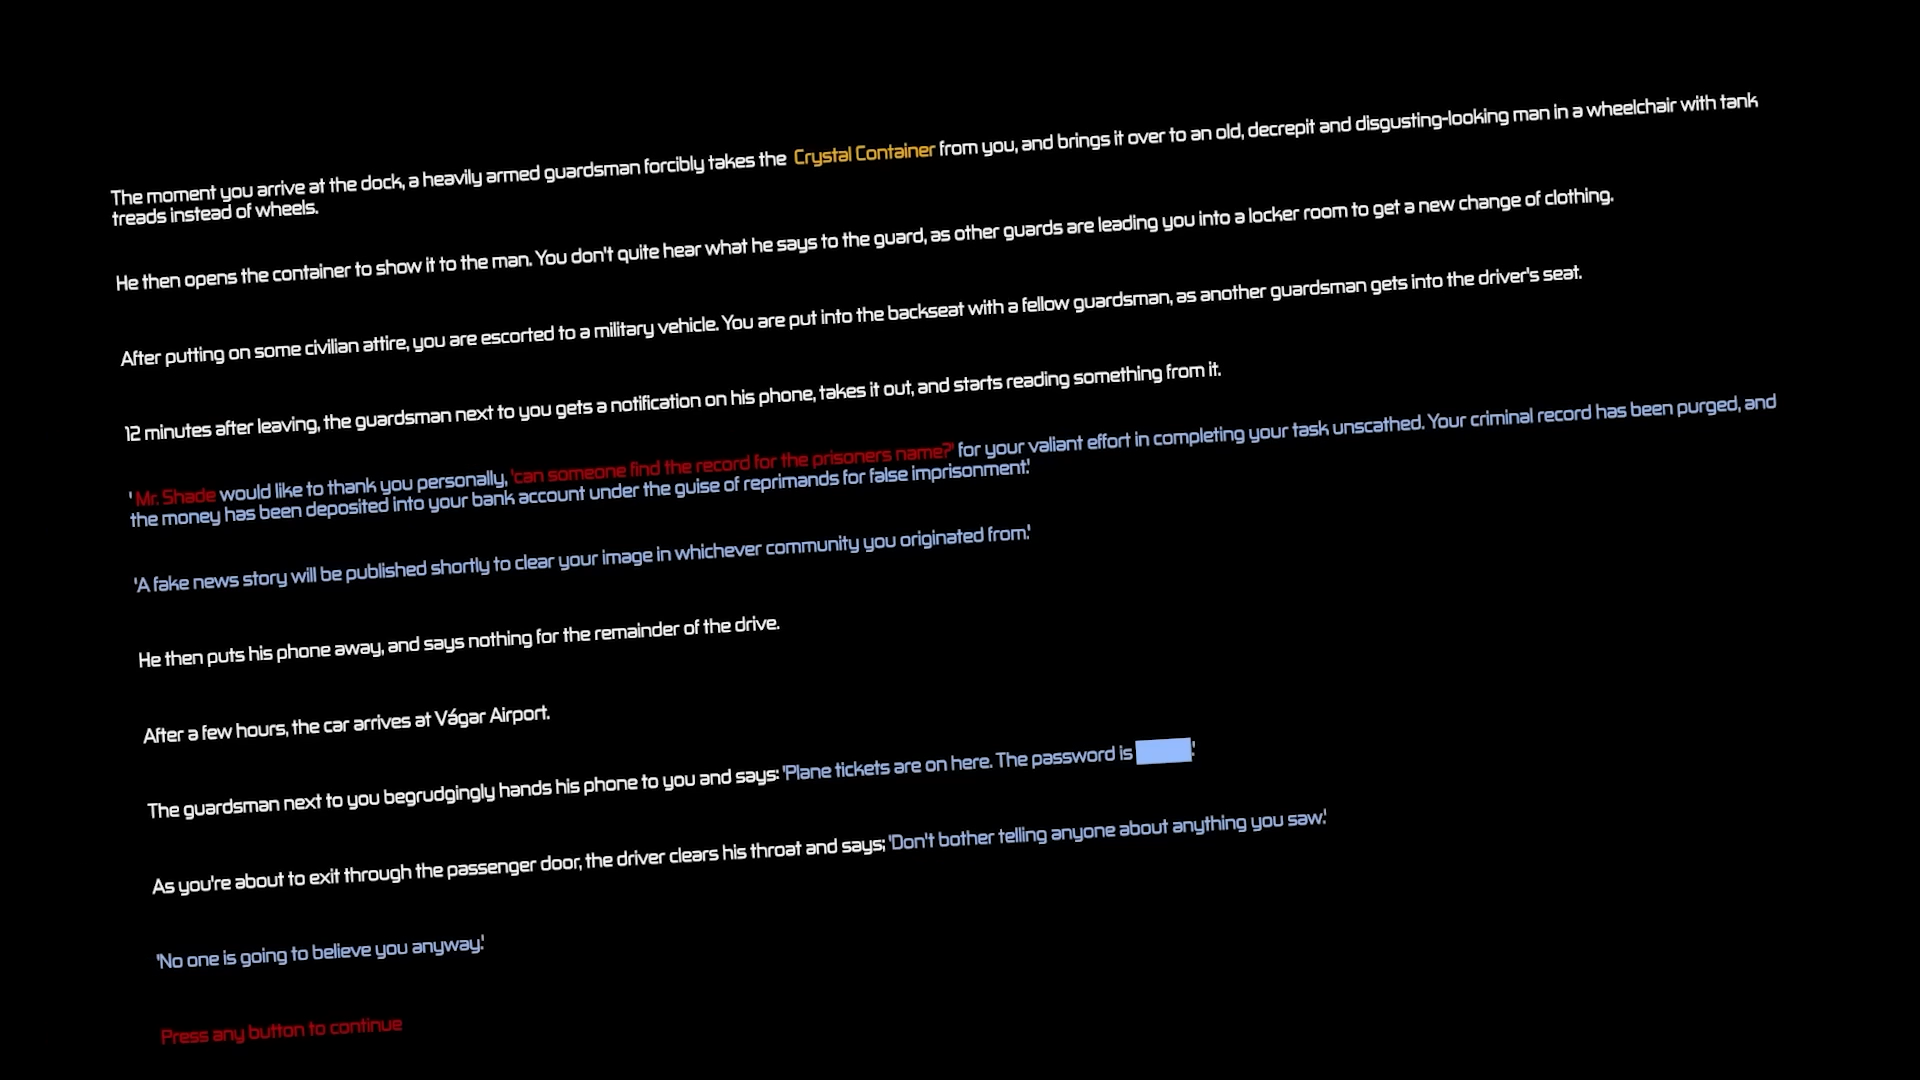 The moment you arrive at the dock, a heavily armed guardsman forcibly takes the Crystal Container from you, and brings it over to an old, decrepit and disgusting-looking man in a wheelchair with tank
treads instead of wheels.
He then opens the container to show it to the man. You don't quite hear what he says to the guard, as other guards are leading you into a locker room to get a new change of clothing.
After putting on some civilian attire, you are escorted to a military vehicle. You are put into the backseat with a fellow guardsman, as another guardsman gets into the driver's seat.
12 minutes after leaving, the guardsman next to you gets a notification on his phone, takes it out, and starts reading something from it.
' Mr. Shade would like to thank you personally, 'can someone find the record for the prisoners name?' for your valiant effort in completing your task unscathed. Your criminal record has been purged, and
the money has been deposited into your bank account under the guise of reprimands for false imprisonment.'
'A fake news story will be published shortly to clear your image in whichever community you originated from.'
He then puts his phone away, and says nothing for the remainder of the drive.
After a few hours, the car arrives at Vágar Airport.
The guardsman next to you begrudgingly hands his phone to you and says: 'Plane tickets are on here. The password is .'
As you're about to exit through the passenger door, the driver clears his throat and says; 'Don't bother telling anyone about anything you saw.'
'No one is going to believe you anyway.'
Press any button to continue